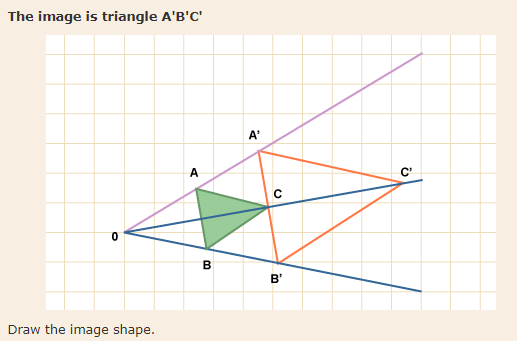 The image is triangle A'B'C'
A'
A
C'
C
0
B
B'
Draw the image shape.